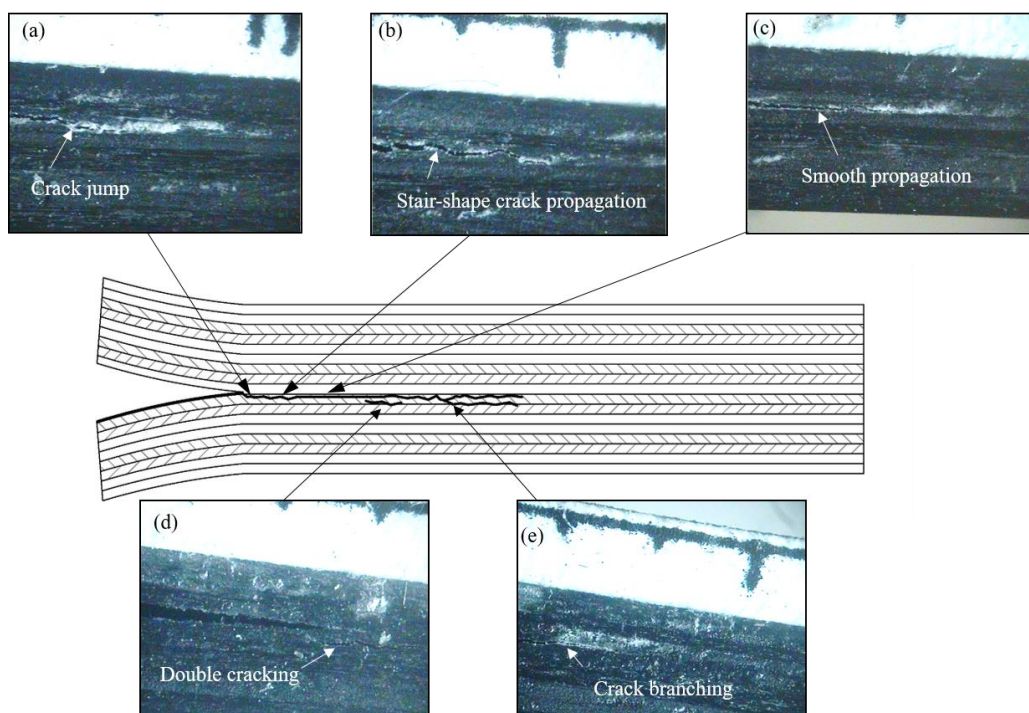 (a)
Crack jump
(b)
Stair-shape crack propagation
(c)
Smooth propagation
(d)
Double cracking
(e)
Crack branching